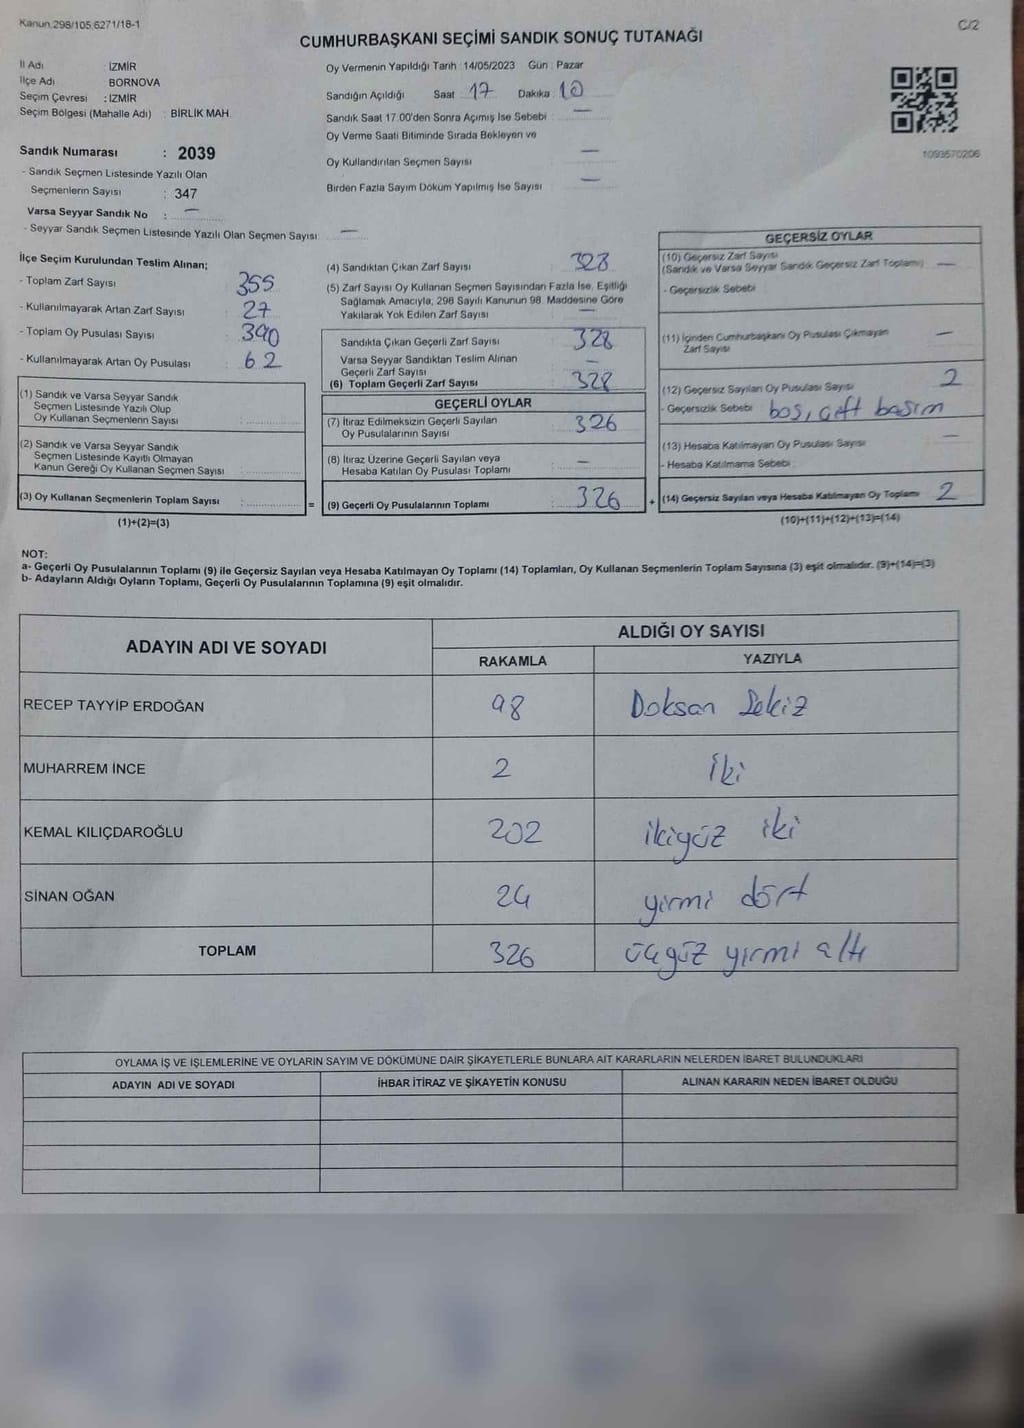 Kanun 298/105 6271/18-1
C/2
CUMHURBAŞKANI SEÇİMİ SANDIK SONUÇ TUTANAĞI
İl Adı : İZMİR
İlçe Adı : BORNOVA
Seçim Çevresi : İZMİR
Seçim Bölgesi (Mahalle Adı) : BİRLİK MAH.
Sandık Numarası : 2039
- Sandık Seçmen Listesinde Yazılı Olan
Seçmenlerin Sayısı : 347
Varsa Seyyar Sandık No : —
- Seyyar Sandık Seçmen Listesinde Yazılı Olan Seçmen Sayısı: —
Oy Vermenin Yapıldığı Tarih : 14/05/2023 Gün : Pazar
Sandığın Açıldığı Saat : 17 Dakika : 10
Sandık Saat 17.00'den Sonra Açımış İse Sebebi : —
Oy Verme Saati Bitiminde Sırada Bekleyen ve
Oy Kullandırılan Seçmen Sayısı —
Birden Fazla Sayım Döküm Yapılmış İse Sayısı —
1093570206
İlçe Seçim Kurulundan Teslim Alınan;
- Toplam Zarf Sayısı : 355
- Kullanılmayarak Artan Zarf Sayısı : 27
- Toplam Oy Pusulası Sayısı : 390
- Kullanılmayarak Artan Oy Pusulası : 62
(1) Sandık ve Varsa Seyyar Sandık
Seçmen Listesinde Yazılı Olup
Oy Kullanan Seçmenlerin Sayısı :
(2) Sandık ve Varsa Seyyar Sandık
Seçmen Listesinde Kayıtlı Olmayan
Kanun Gereği Oy Kullanan Seçmen Sayısı :
(3) Oy Kullanan Seçmenlerin Toplam Sayısı : =
(1)+(2)=(3)
(4) Sandıktan Çıkan Zarf Sayısı : 328
(5) Zarf Sayısı Oy Kullanan Seçmen Sayısından Fazla İse, Eşitliği
Sağlamak Amacıyla, 298 Sayılı Kanunun 98. Maddesine Göre
Yakılarak Yok Edilen Zarf Sayısı : —
Sandıkta Çıkan Geçerli Zarf Sayısı : 328
Varsa Seyyar Sandıktan Teslim Alınan
Geçerli Zarf Sayısı : —
(6) Toplam Geçerli Zarf Sayısı : 328
GEÇERLİ OYLAR
(7) İtiraz Edilmeksizin Geçerli Sayılan
Oy Pusulalarının Sayısı : 326
(8) İtiraz Üzerine Geçerli Sayılan veya
Hesaba Katılan Oy Pusulası Toplamı : —
(9) Geçerli Oy Pusulalarının Toplamı : 326 +
GEÇERSİZ OYLAR
(10) Geçersiz Zarf Sayısı
(Sandık ve Varsa Seyyar Sandık Geçersiz Zarf Toplamı) —
- Geçersizlik Sebebi
(11) İçinden Cumhurbaşkanı Oy Pusulası Çıkmayan
Zarf Sayısı —
(12) Geçersiz Sayılan Oy Pusulası Sayısı 2
- Geçersizlik Sebebi boş, çift basım
(13) Hesaba Katılmayan Oy Pusulası Sayısı —
- Hesaba Katılmama Sebebi :
(14) Geçersiz Sayılan veya Hesaba Katılmayan Oy Toplamı 2
(10)+(11)+(12)+(13)=(14)
NOT:
a- Geçerli Oy Pusulalarının Toplamı (9) ile Geçersiz Sayılan veya Hesaba Katılmayan Oy Toplamı (14) Toplamları, Oy Kullanan Seçmenlerin Toplam Sayısına (3) eşit olmalıdır. (9)+(14)=(3)
b- Adayların Aldığı Oyların Toplamı, Geçerli Oy Pusulalarının Toplamına (9) eşit olmalıdır.
ADAYIN ADI VE SOYADI
ALDIĞI OY SAYISI
RAKAMLA YAZIYLA
RECEP TAYYİP ERDOĞAN 98 Doksan Sekiz
MUHARREM İNCE 2 İki
KEMAL KILIÇDAROĞLU 202 ikiyüz iki
SİNAN OĞAN 24 yirmi dört
TOPLAM 326 üçyüz yirmi altı
OYLAMA İŞ VE İŞLEMLERİNE VE OYLARIN SAYIM VE DÖKÜMÜNE DAİR ŞİKAYETLERLE BUNLARA AİT KARARLARIN NELERDEN İBARET BULUNDUKLARI
ADAYIN ADI VE SOYADI İHBAR İTİRAZ VE ŞİKAYETİN KONUSU ALINAN KARARIN NEDEN İBARET OLDUĞU